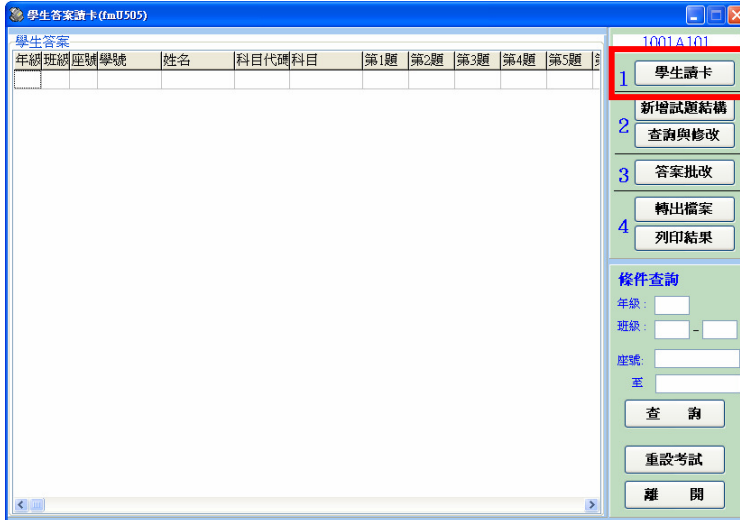 學生答案讀卡(fmU505)
學生答案
年級 班級 座號 學號 姓名 科目代碼 科目 第1題 第2題 第3題 第4題 第5題
1001A101
1 學生讀卡
2 新增試題結構
查詢與修改
3 答案批改
4 轉出檔案
列印結果
條件查詢
年級：
班級： -
座號:
至
查 詢
重設考試
離 開